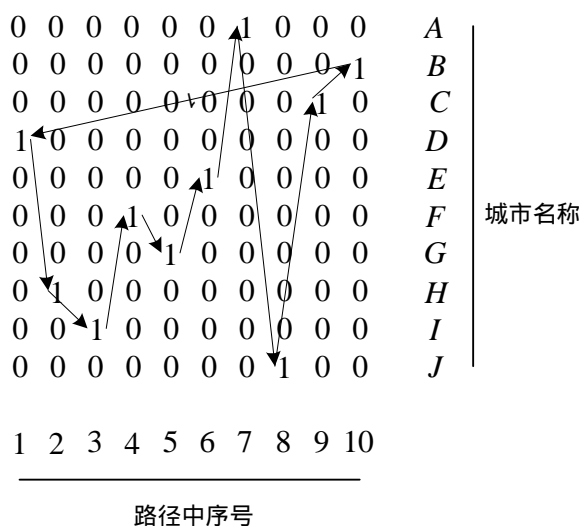 0 0 0 0 0 0 1 0 0 0 A
0 0 0 0 0 0 0 0 0 1 B
0 0 0 0 0 0 0 0 1 0 C
1 0 0 0 0 0 0 0 0 0 D
0 0 0 0 0 1 0 0 0 0 E
0 0 0 1 0 0 0 0 0 0 F
城市名称
0 0 0 0 1 0 0 0 0 0 G
0 1 0 0 0 0 0 0 0 0 H
0 0 1 0 0 0 0 0 0 0 I
0 0 0 0 0 0 0 1 0 0 J
1 2 3 4 5 6 7 8 9 10
路径中序号